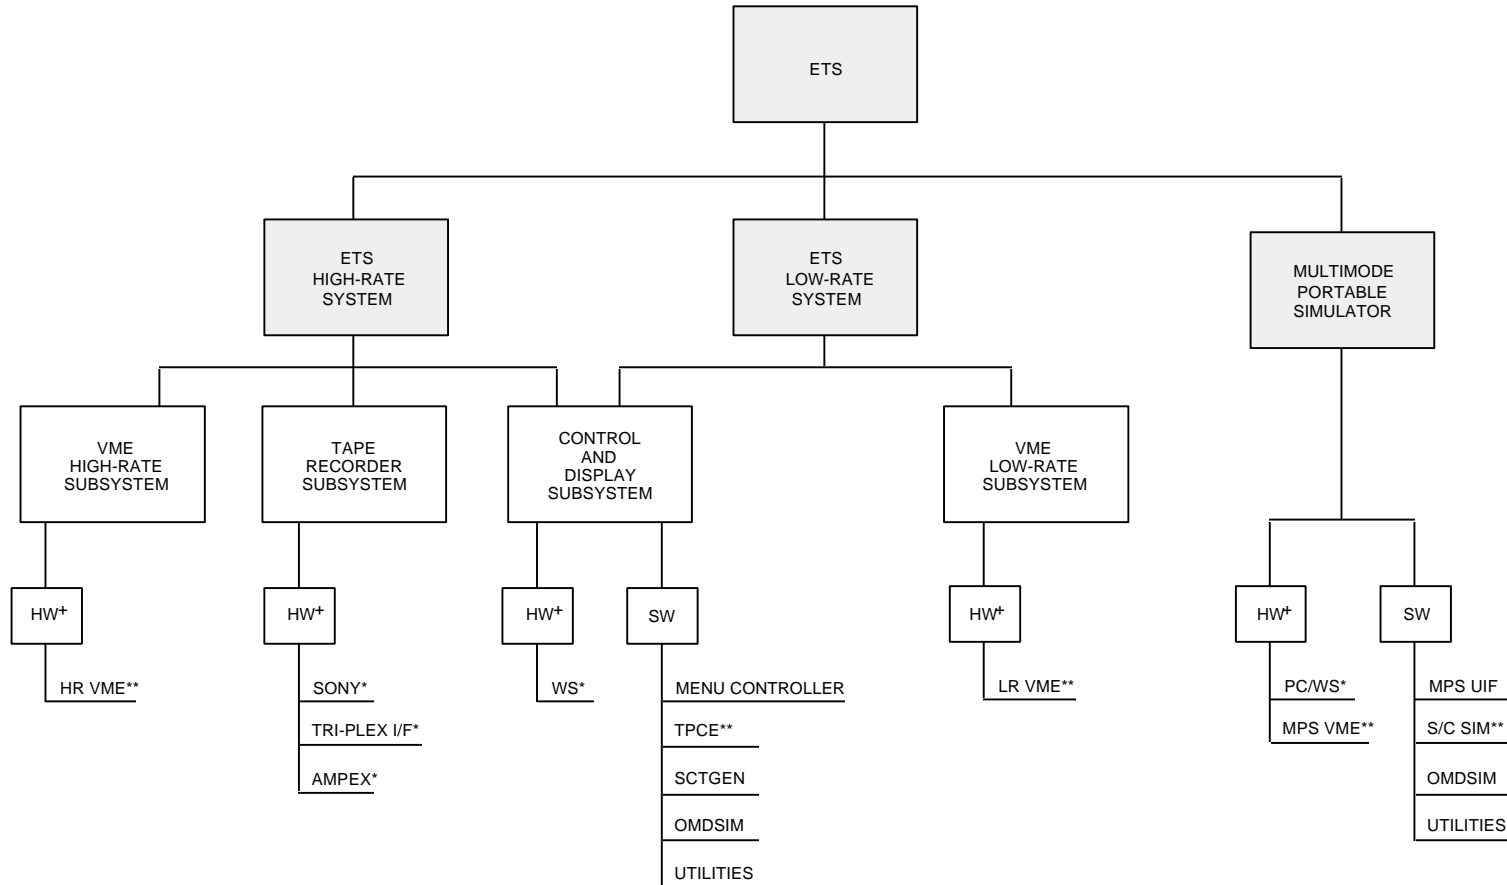 ETS
ETS
HIGH-RATE
SYSTEM
ETS
LOW-RATE
SYSTEM
MULTIMODE
PORTABLE
SIMULATOR
VME
HIGH-RATE
SUBSYSTEM
TAPE
RECORDER
SUBSYSTEM
CONTROL
AND
DISPLAY
SUBSYSTEM
VME
LOW-RATE
SUBSYSTEM
HW+
HR VME**
HW+
SONY*
TRI-PLEX I/F*
AMPEX*
HW+
WS*
SW
MENU CONTROLLER
TPCE**
SCTGEN
OMDSIM
UTILITIES
HW+
LR VME**
HW+
PC/WS*
MPS VME**
SW
MPS UIF
S/C SIM**
OMDSIM
UTILITIES